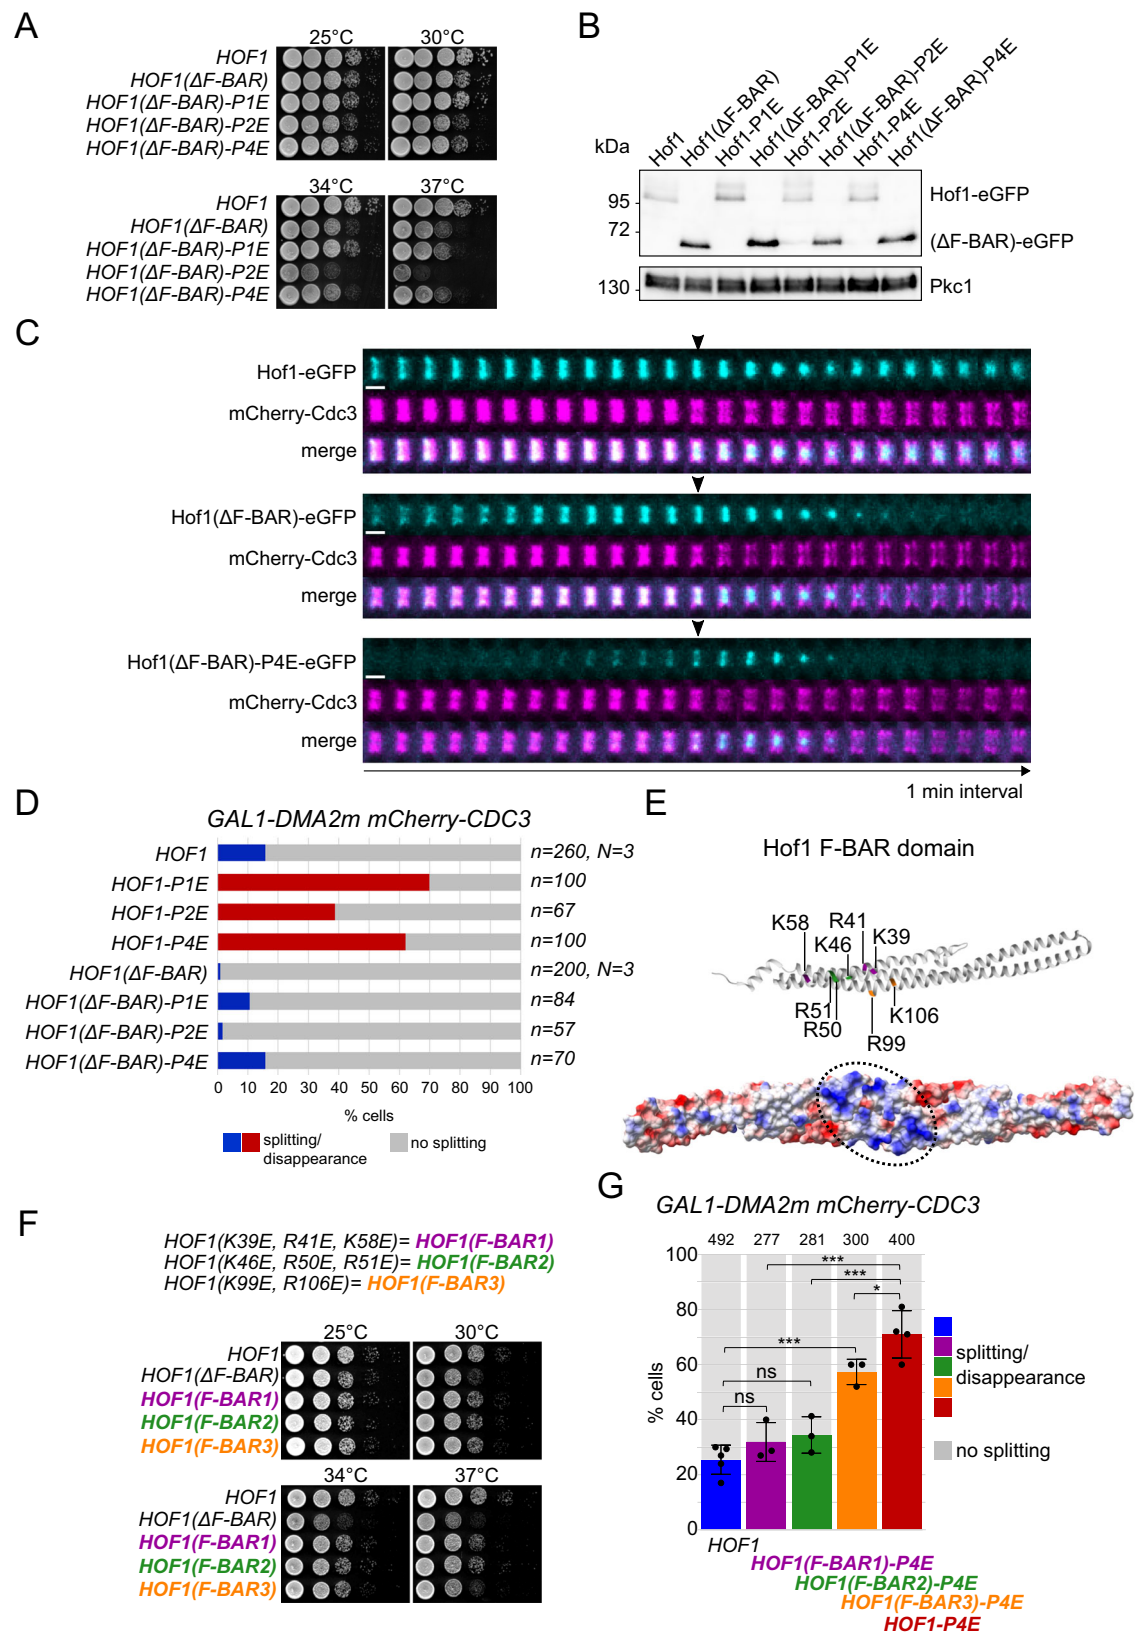 A
25°C 30°C
HOF1
HOF1(ΔF-BAR)
HOF1(ΔF-BAR)-P1E
HOF1(ΔF-BAR)-P2E
HOF1(ΔF-BAR)-P4E
34°C 37°C
HOF1
HOF1(ΔF-BAR)
HOF1(ΔF-BAR)-P1E
HOF1(ΔF-BAR)-P2E
HOF1(ΔF-BAR)-P4E
B
Hof1
Hof1(ΔF-BAR)
Hof1-P1E
Hof1(ΔF-BAR)-P1E
Hof1-P2E
Hof1(ΔF-BAR)-P2E
Hof1-P4E
Hof1(ΔF-BAR)-P4E
kDa
95
72
130
Hof1-eGFP
(ΔF-BAR)-eGFP
Pkc1
C
Hof1-eGFP
mCherry-Cdc3
merge
Hof1(ΔF-BAR)-eGFP
mCherry-Cdc3
merge
Hof1(ΔF-BAR)-P4E-eGFP
mCherry-Cdc3
merge
1 min interval
D
GAL1-DMA2m mCherry-CDC3
HOF1 n=260, N=3
HOF1-P1E n=100
HOF1-P2E n=67
HOF1-P4E n=100
HOF1(ΔF-BAR) n=200, N=3
HOF1(ΔF-BAR)-P1E n=84
HOF1(ΔF-BAR)-P2E n=57
HOF1(ΔF-BAR)-P4E n=70
0 10 20 30 40 50 60 70 80 90 100
% cells
splitting/
disappearance
no splitting
E
Hof1 F-BAR domain
K58
R41
K46
K39
R51
R50
K106
R99
F
HOF1(K39E, R41E, K58E)= HOF1(F-BAR1)
HOF1(K46E, R50E, R51E)= HOF1(F-BAR2)
HOF1(K99E, R106E)= HOF1(F-BAR3)
25°C 30°C
HOF1
HOF1(ΔF-BAR)
HOF1(F-BAR1)
HOF1(F-BAR2)
HOF1(F-BAR3)
34°C 37°C
HOF1
HOF1(ΔF-BAR)
HOF1(F-BAR1)
HOF1(F-BAR2)
HOF1(F-BAR3)
G
GAL1-DMA2m mCherry-CDC3
492 277 281 300 400
100
80
60
40
20
0
% cells
***
***
*
***
ns
ns
splitting/
disappearance
no splitting
HOF1
HOF1(F-BAR1)-P4E
HOF1(F-BAR2)-P4E
HOF1(F-BAR3)-P4E
HOF1-P4E